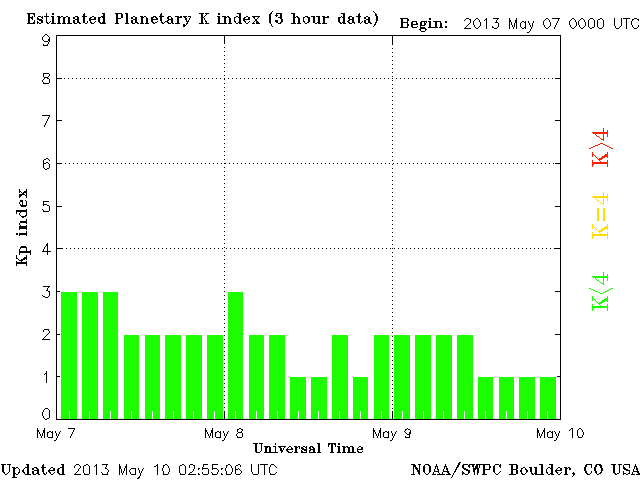 Estimated Planetary K index (3 hour data) Begin: 2013 May 07 0000 UTC
9
8
7
6
5
4
3
2
1
0
Kp index
K>4
K=4
K<4
May 7 May 8 May 9 May 10
Universal Time
Updated 2013 May 10 02:55:06 UTC NOAA/SWPC Boulder, CO USA